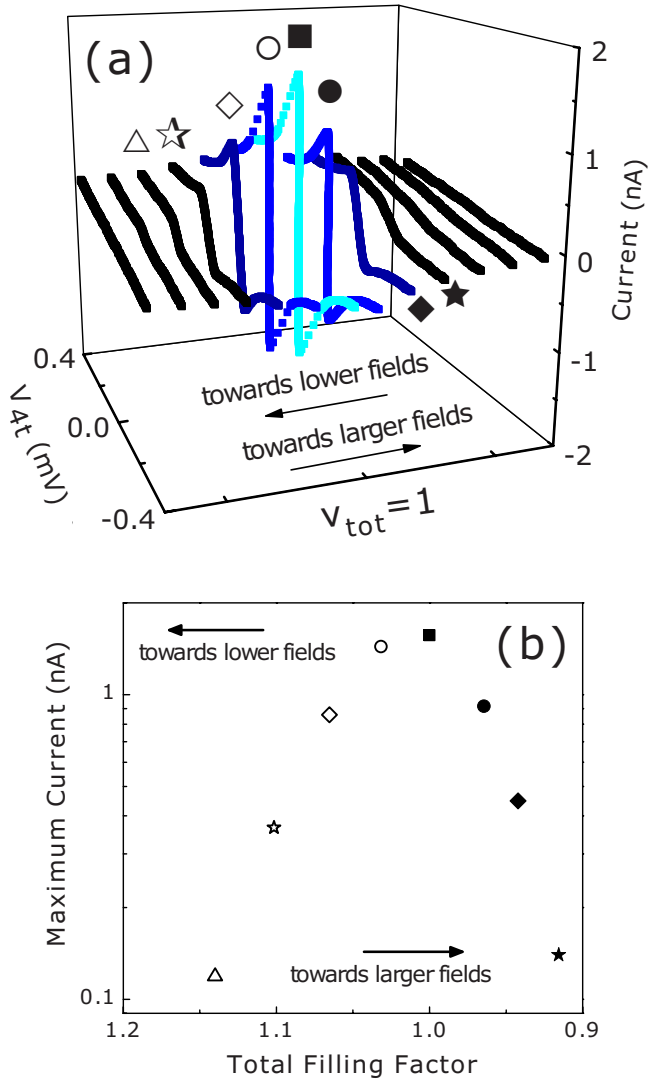 (a)
2
1
0
-1
-2
Current (nA)
0.4
0.0
-0.4
V4t (mV)
towards lower fields
towards larger fields
νtot=1
(b)
towards lower fields
towards larger fields
1
0.1
Maximum Current (nA)
1.2 1.1 1.0 0.9
Total Filling Factor